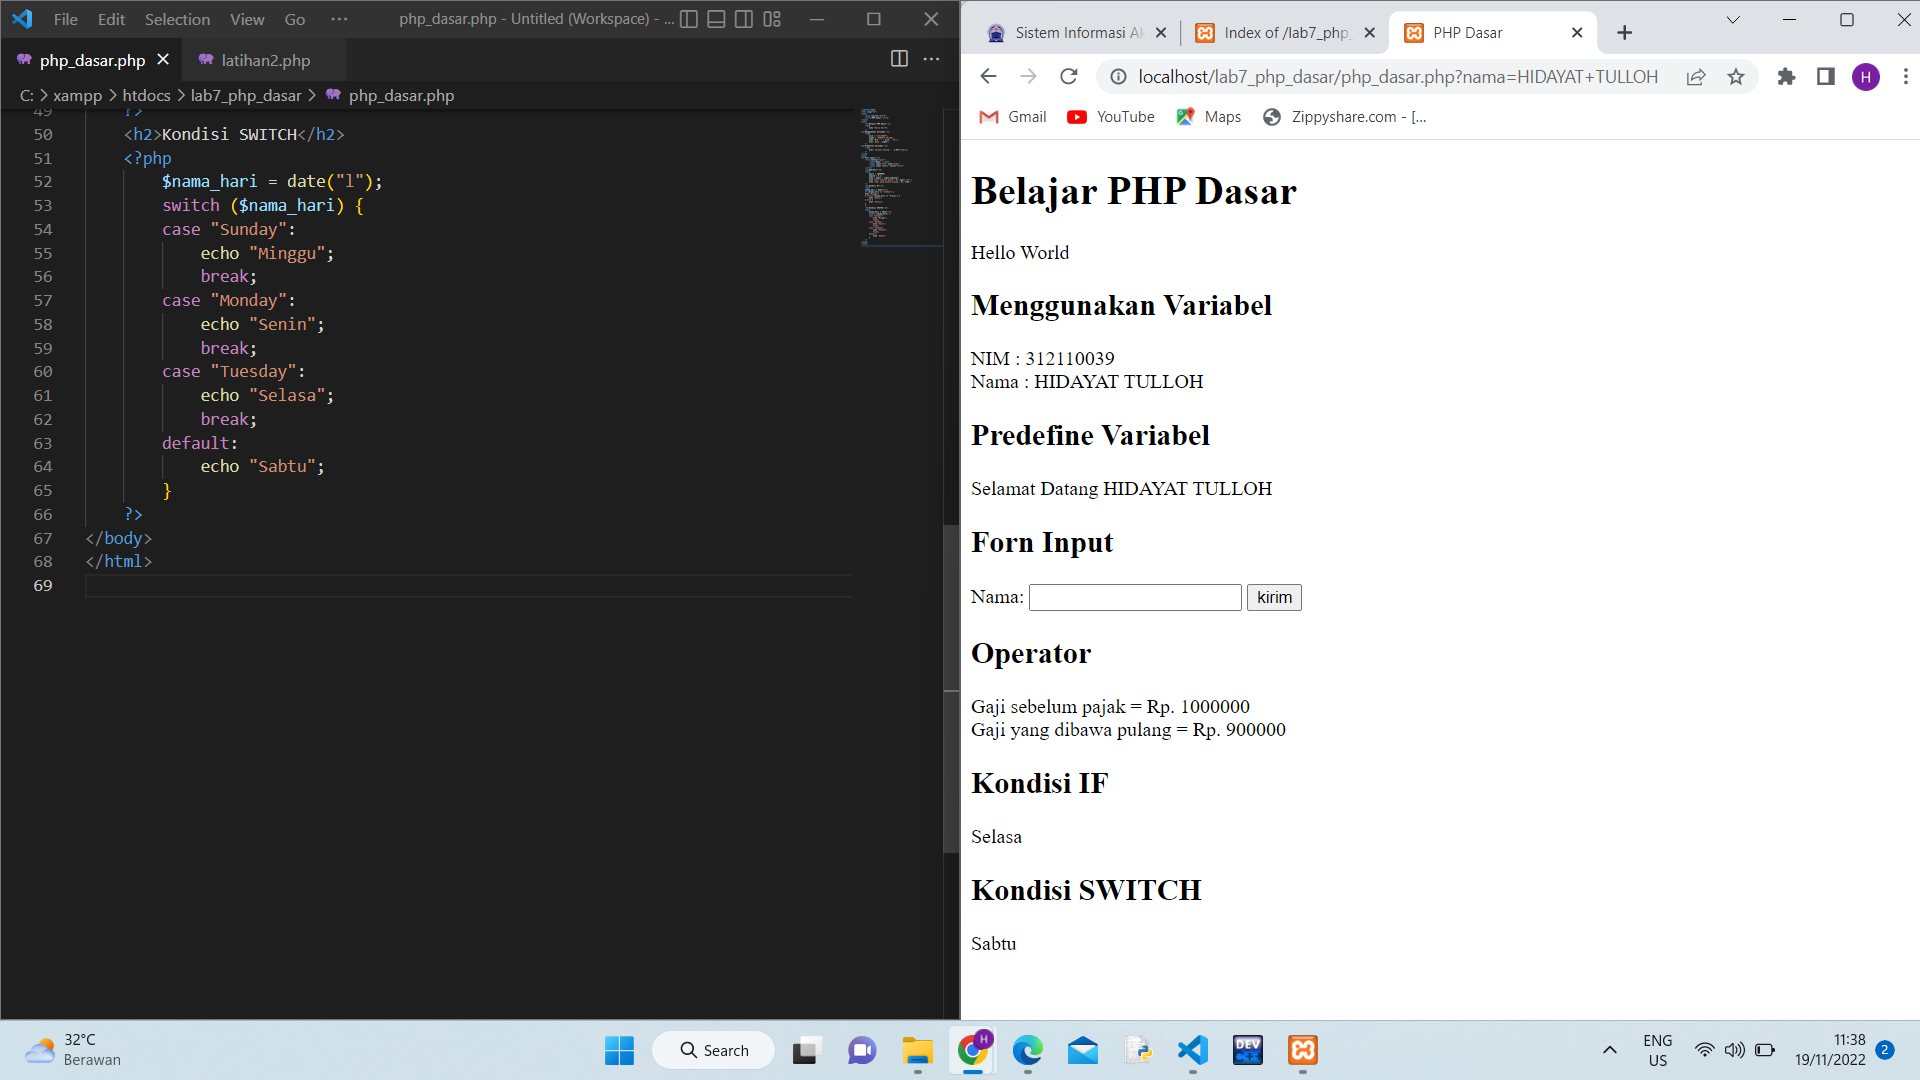 File Edit Selection View Go ··· php_dasar.php - Untitled (Workspace) - ...
php_dasar.php latihan2.php
C: > xampp > htdocs > lab7_php_dasar > php_dasar.php
49 ?>
50 <h2>Kondisi SWITCH</h2>
51 <?php
52 $nama_hari = date("l");
53 switch ($nama_hari) {
54 case "Sunday":
55 echo "Minggu";
56 break;
57 case "Monday":
58 echo "Senin";
59 break;
60 case "Tuesday":
61 echo "Selasa";
62 break;
63 default:
64 echo "Sabtu";
65 }
66 ?>
67 </body>
68 </html>
69
Sistem Informasi Ak Index of /lab7_php_ PHP Dasar
localhost/lab7_php_dasar/php_dasar.php?nama=HIDAYAT+TULLOH H
Gmail YouTube Maps Zippyshare.com - [...
Belajar PHP Dasar
Hello World
Menggunakan Variabel
NIM : 312110039
Nama : HIDAYAT TULLOH
Predefine Variabel
Selamat Datang HIDAYAT TULLOH
Forn Input
Nama: kirim
Operator
Gaji sebelum pajak = Rp. 1000000
Gaji yang dibawa pulang = Rp. 900000
Kondisi IF
Selasa
Kondisi SWITCH
Sabtu
32°C
Berawan
Search
H
DEV
C++
ENG
US
11:38
19/11/2022
2